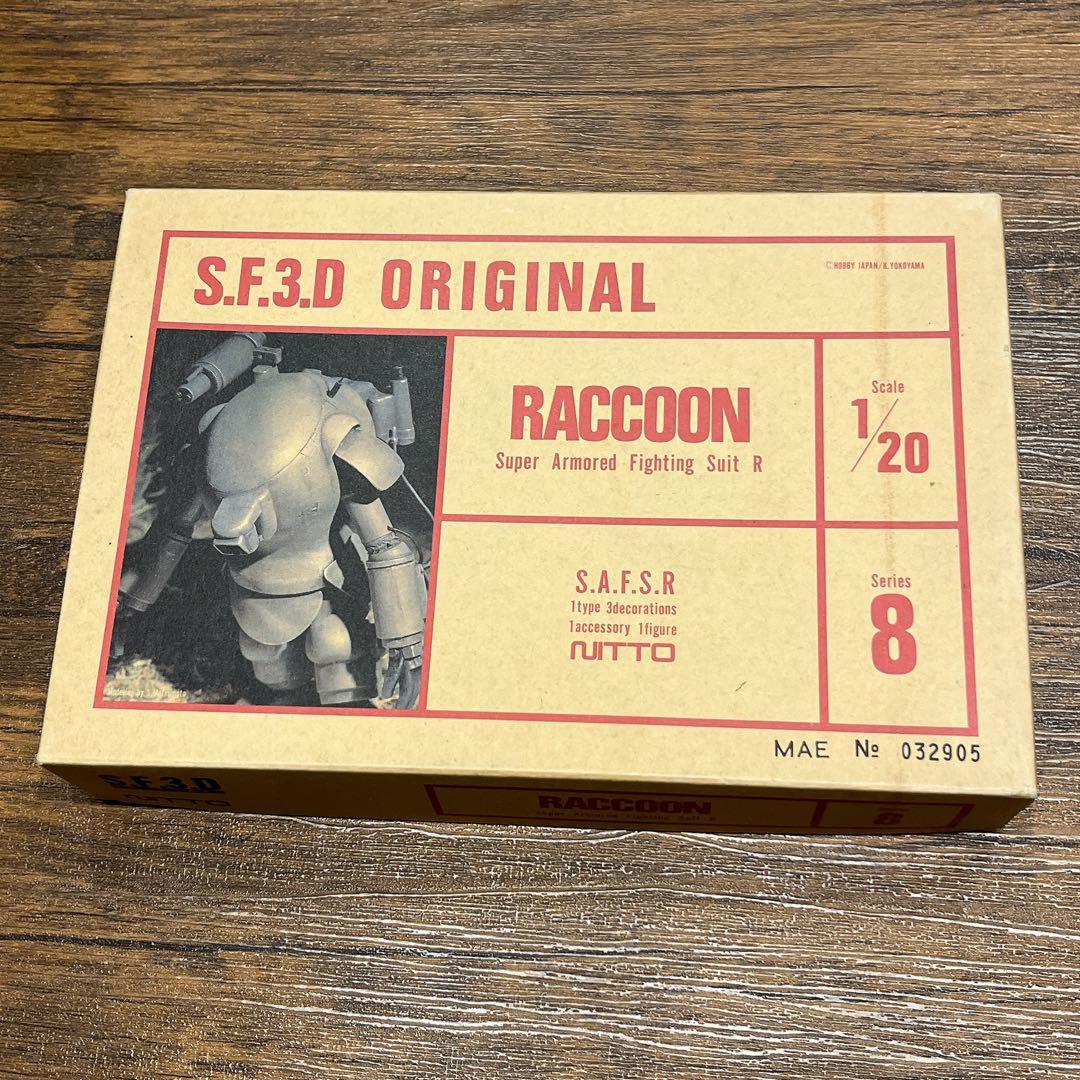 S.F.3.D ORIGINAL
© HOBBY JAPAN/K.YOKOYAMA
RACCOON
Super Armored Fighting Suit R
Scale
1/20
S.A.F.S.R
1type 3decorations
1accessory 1figure
NITTO
Series
8
MAE № 032905
S.F.3.D
NITTO
RACCOON
Super Armored Fighting Suit R
8